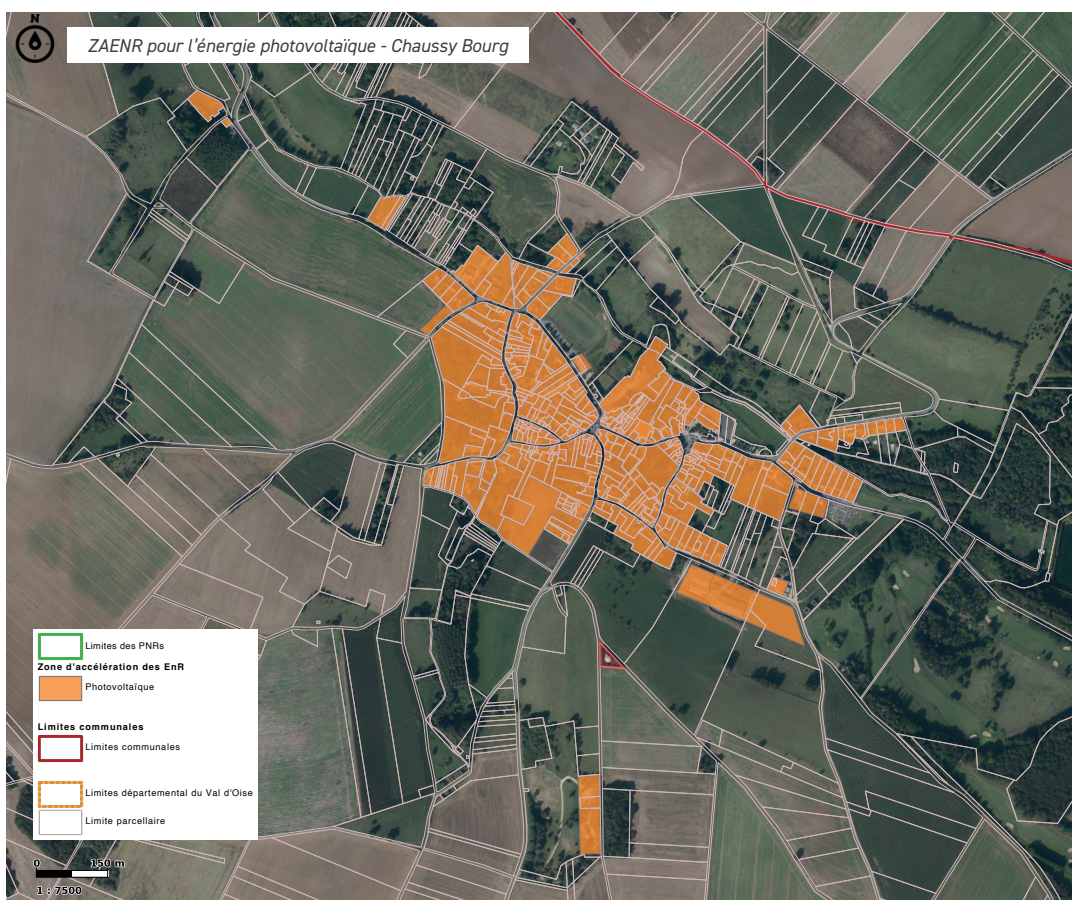 N
ZAENR pour l'énergie photovoltaïque - Chaussy Bourg
Limites des PNRs
Zone d'accélération des EnR
Photovoltaïque
Limites communales
Limites communales
Limites départemental du Val d'Oise
Limite parcellaire
0 150 m
1 : 7500